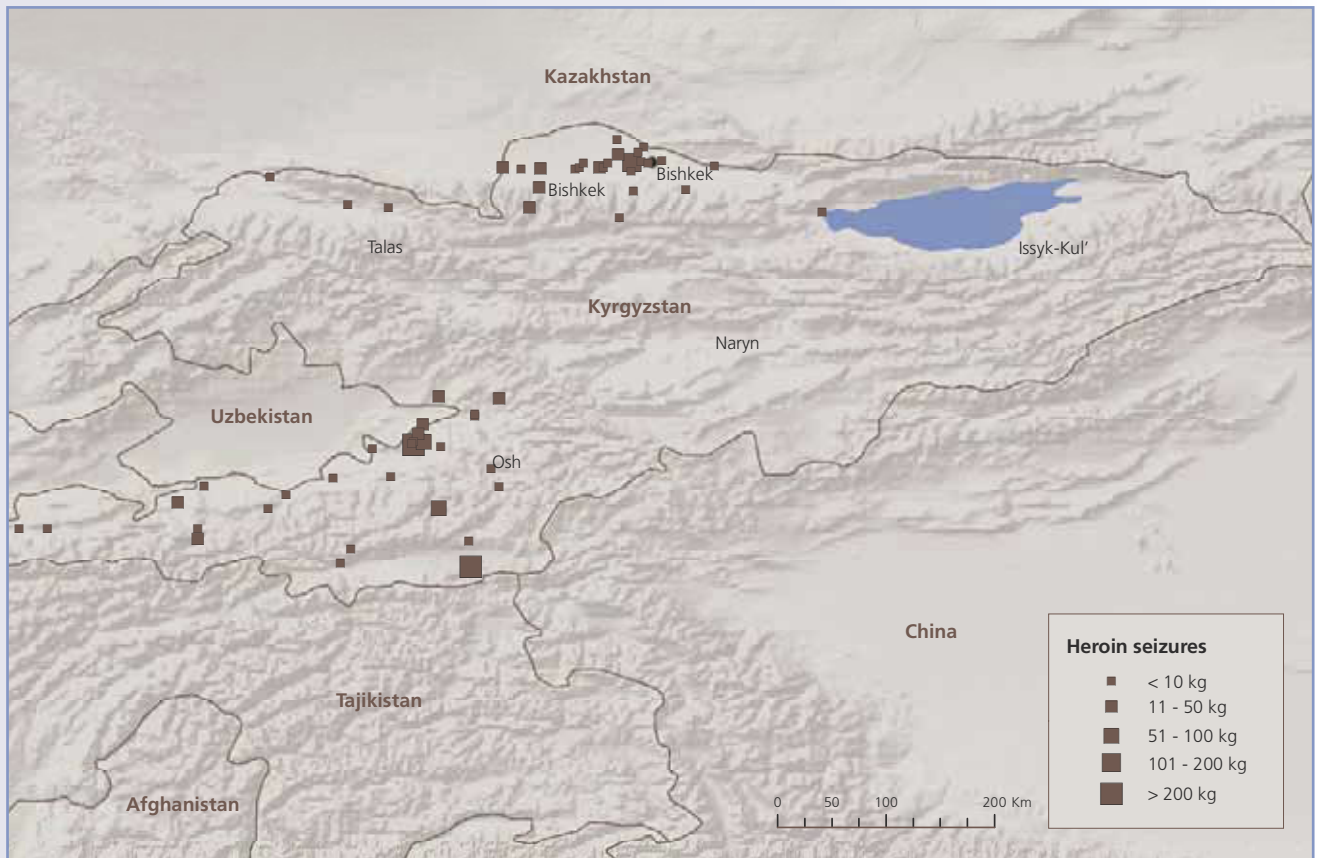 Kazakhstan
Bishkek
Bishkek
Talas
Issyk-Kul'
Kyrgyzstan
Naryn
Uzbekistan
Osh
China
Tajikistan
Afghanistan
Heroin seizures
< 10 kg
11 - 50 kg
51 - 100 kg
101 - 200 kg
> 200 kg
0 50 100 200 Km